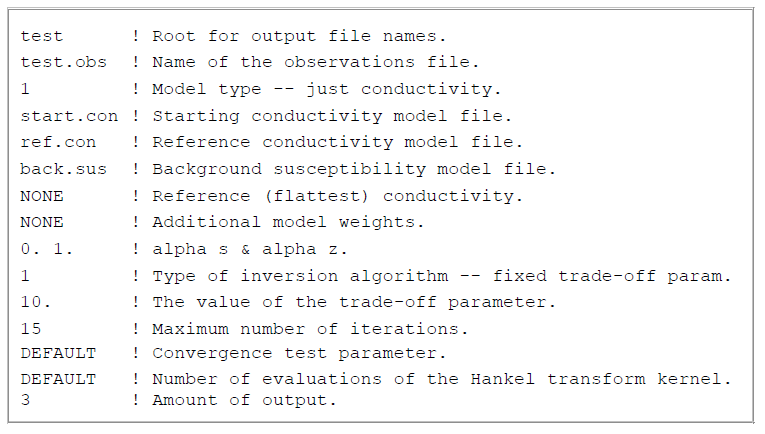 test ! Root for output file names.
test.obs ! Name of the observations file.
1 ! Model type -- just conductivity.
start.con ! Starting conductivity model file.
ref.con ! Reference conductivity model file.
back.sus ! Background susceptibility model file.
NONE ! Reference (flattest) conductivity.
NONE ! Additional model weights.
0. 1. ! alpha s & alpha z.
1 ! Type of inversion algorithm -- fixed trade-off param.
10. ! The value of the trade-off parameter.
15 ! Maximum number of iterations.
DEFAULT ! Convergence test parameter.
DEFAULT ! Number of evaluations of the Hankel transform kernel.
3 ! Amount of output.